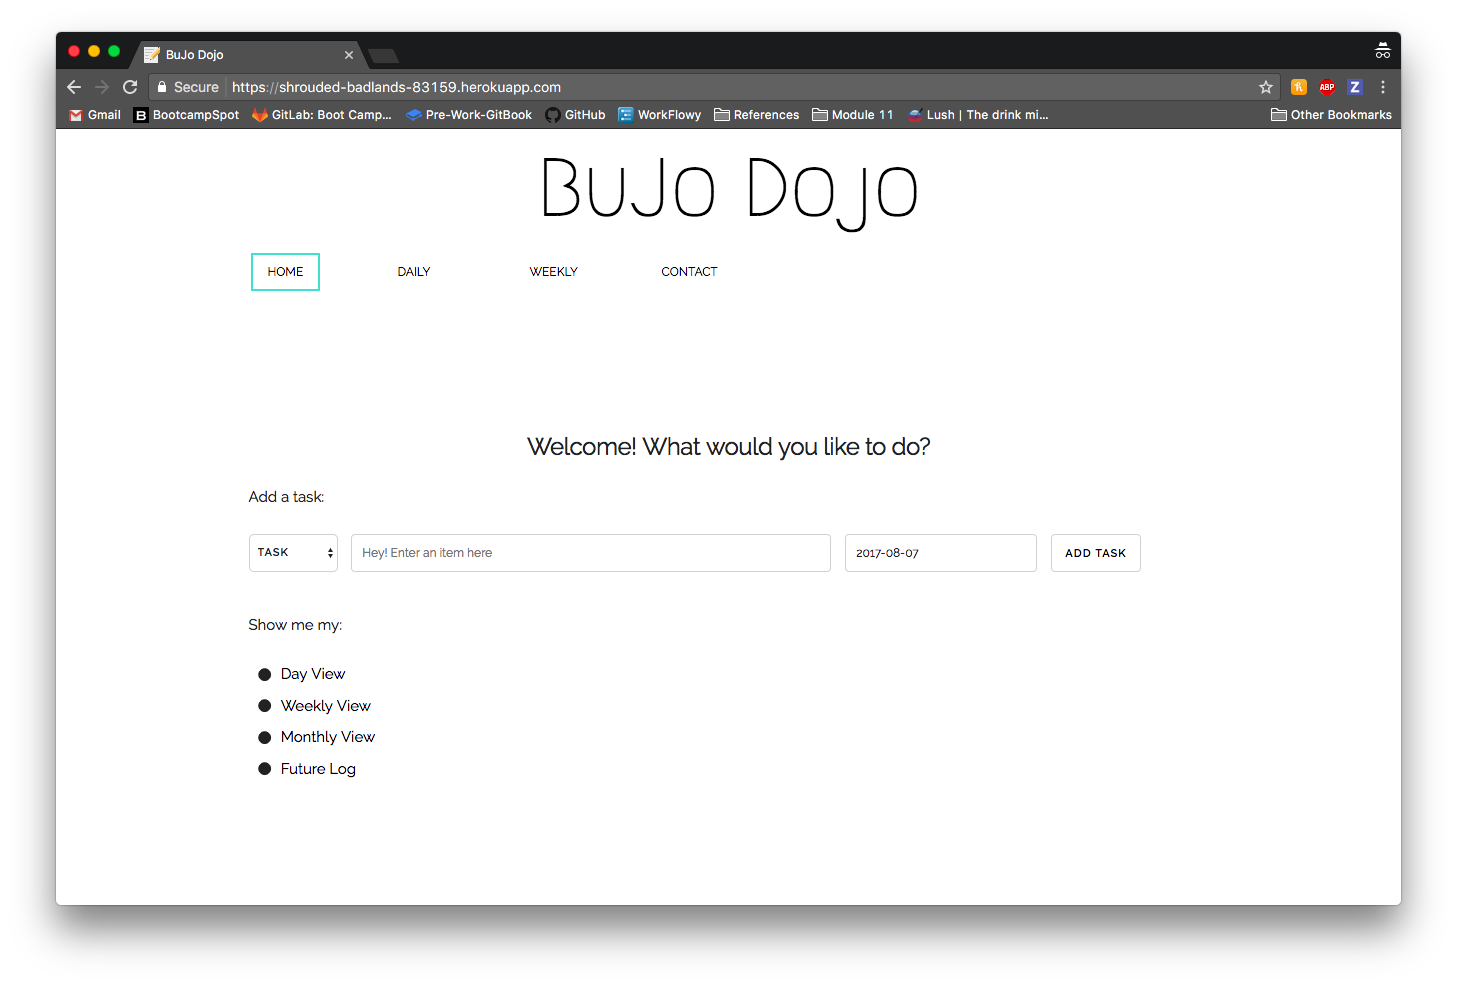 BuJo Dojo
Secure https://shrouded-badlands-83159.herokuapp.com
Gmail BootcampSpot GitLab: Boot Camp... Pre-Work-GitBook GitHub WorkFlowy References Module 11 Lush | The drink mi... Other Bookmarks
BuJo Dojo
HOME DAILY WEEKLY CONTACT
Welcome! What would you like to do?
Add a task:
TASK Hey! Enter an item here 2017-08-07 ADD TASK
Show me my:
Day View
Weekly View
Monthly View
Future Log